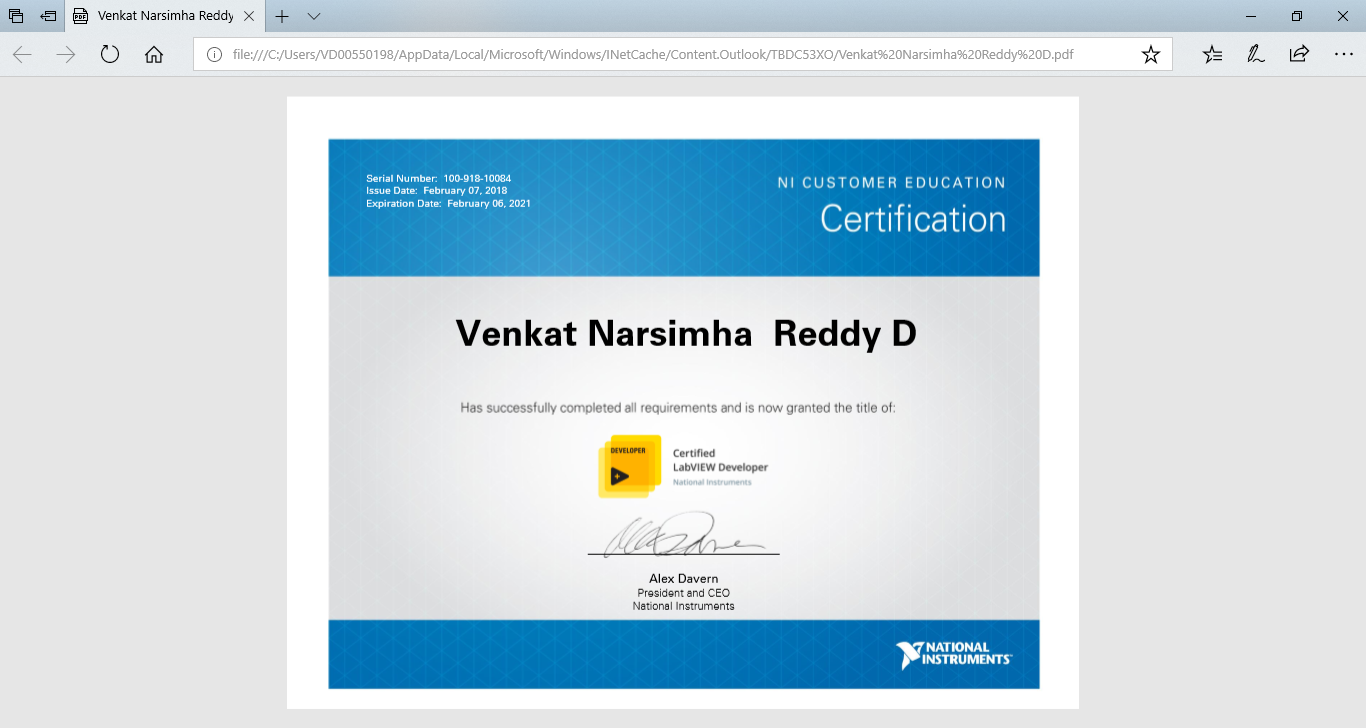 Venkat Narsimha Reddy
file:///C:/Users/VD00550198/AppData/Local/Microsoft/Windows/INetCache/Content.Outlook/TBDC53XO/Venkat%20Narsimha%20Reddy%20D.pdf
Serial Number: 100-918-10084
Issue Date: February 07, 2018
Expiration Date: February 06, 2021
NI CUSTOMER EDUCATION
Certification
Venkat Narsimha Reddy D
Has successfully completed all requirements and is now granted the title of:
DEVELOPER
Certified
LabVIEW Developer
National Instruments
Alex Davern
President and CEO
National Instruments
NATIONAL
INSTRUMENTS™